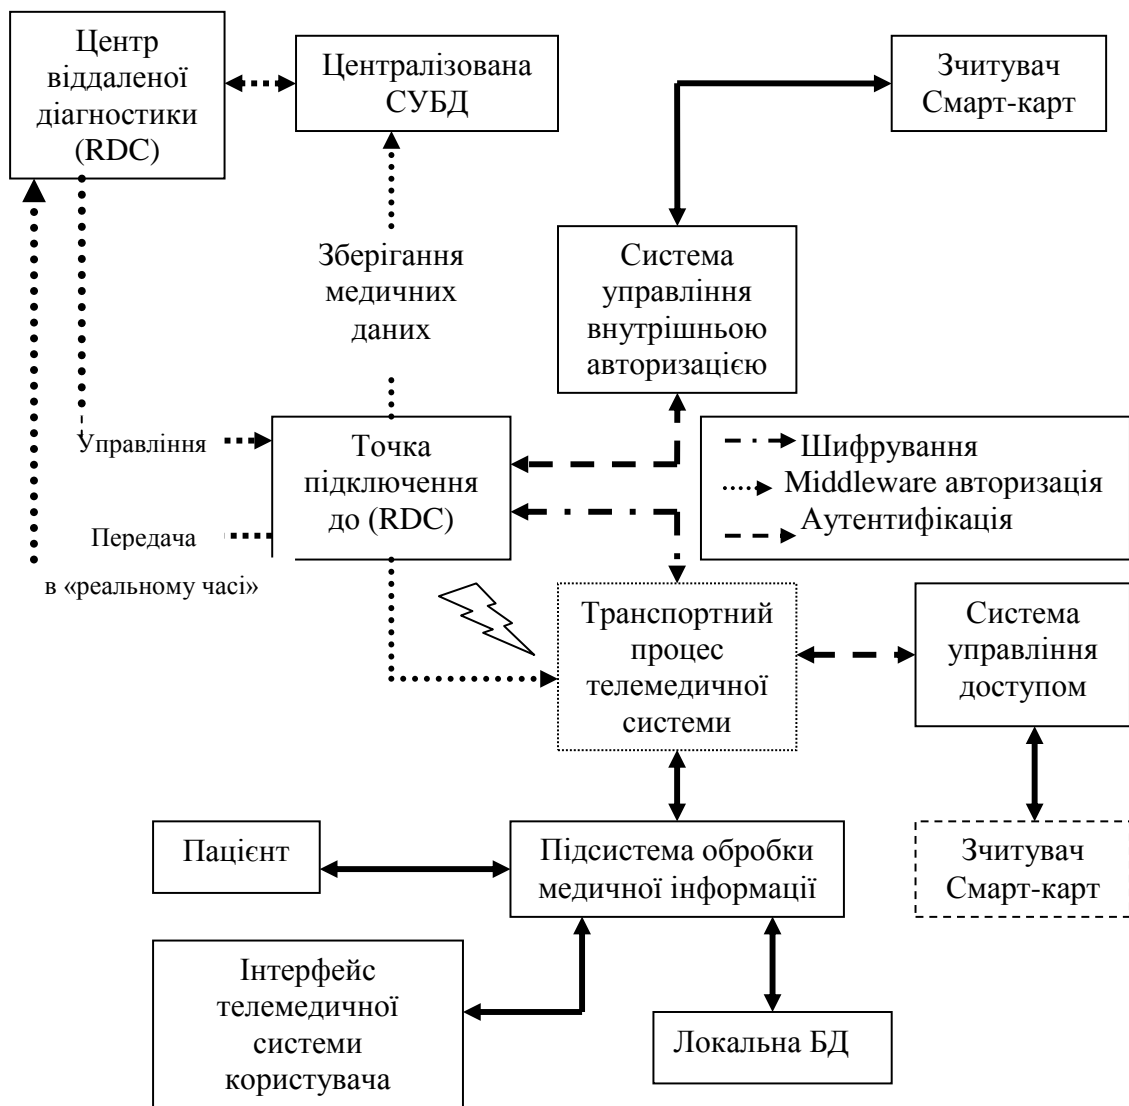 Центр
віддаленої
діагностики
(RDC)
Централізована
СУБД
Зчитувач
Смарт-карт
Зберігання
медичних
даних
Система
управління
внутрішньою
авторизацією
Управління
Точка
підключення
до (RDC)
Шифрування
Middleware авторизація
Аутентифікація
Передача
в «реальному часі»
Транспортний
процес
телемедичної
системи
Система
управління
доступом
Пацієнт
Підсистема обробки
медичної інформації
Зчитувач
Смарт-карт
Інтерфейс
телемедичної
системи
користувача
Локальна БД